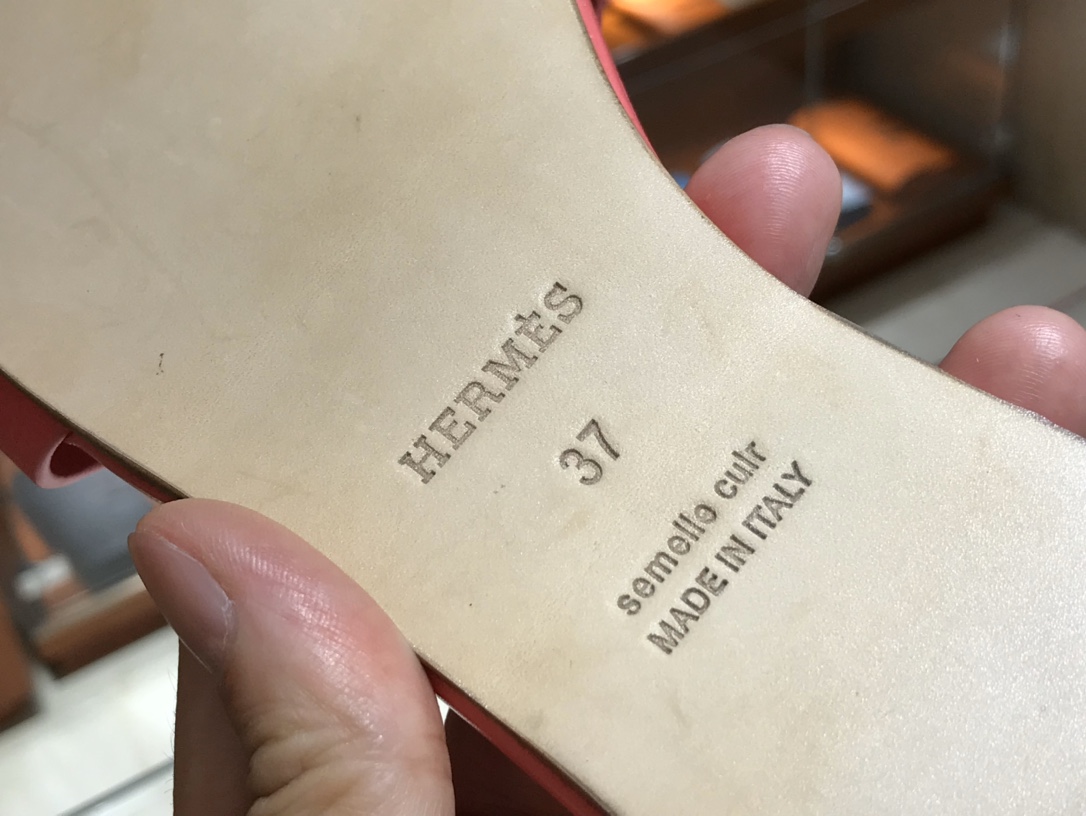 HERMÈS
37
semelle cuir
MADE IN ITALY